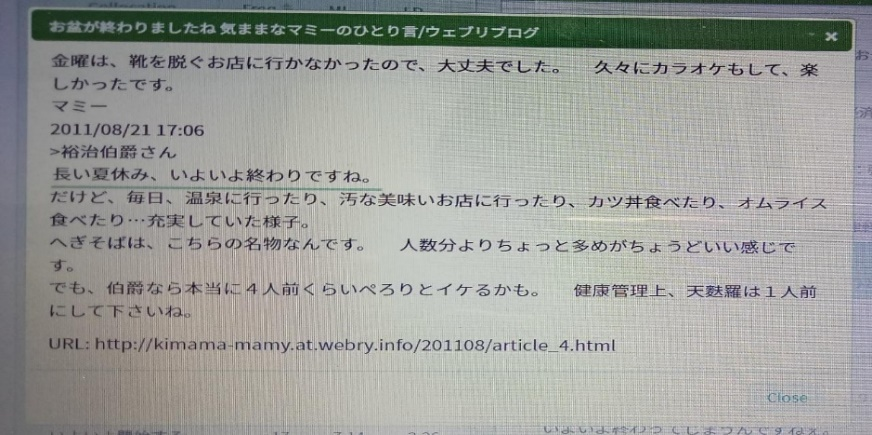 お盆が終わりましたね 気ままなマミーのひとり言/ウェブリブログ
金曜は、靴を脱ぐお店に行かなかったので、大丈夫でした。 久々にカラオケもして、楽
しかったです。
マミー
2011/08/21 17:06
>裕治伯爵さん
長い夏休み、いよいよ終わりですね。
だけど、毎日、温泉に行ったり、汚な美味いお店に行ったり、カツ丼食べたり、オムライス
食べたり…充実していた様子。
へぎそばは、こちらの名物なんです。 人数分よりちょっと多めがちょうどいい感じで
す。
でも、伯爵なら本当に４人前くらいぺろりとイケるかも。 健康管理上、天麩羅は１人前
にして下さいね。
URL: http://kimama-mamy.at.webry.info/201108/article_4.html
Close